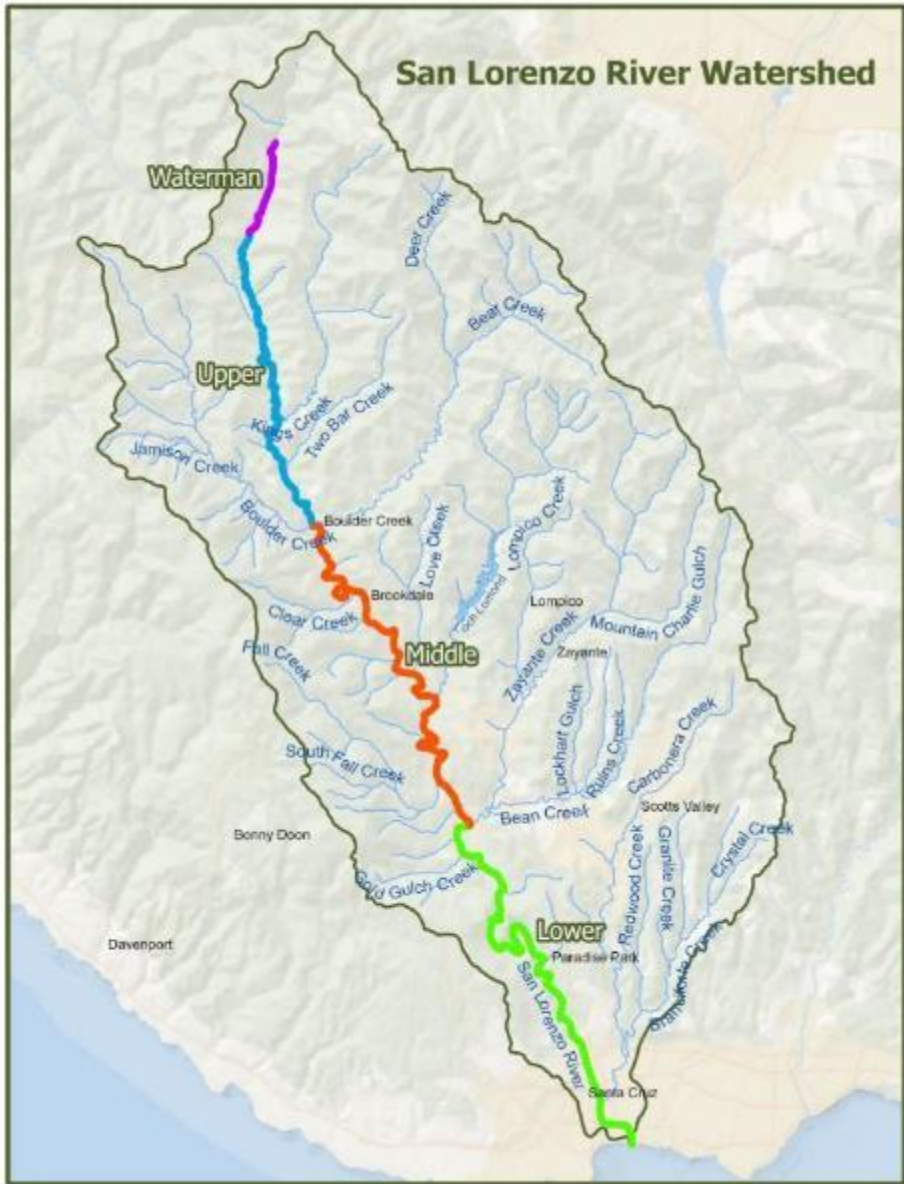 San Lorenzo River Watershed
Waterman
Deer Creek
Bear Creek
Upper
Kings Creek
Two Bar Creek
Jamison Creek
Boulder Creek
Boulder Creek
Love Creek
Lompico Creek
Brookdale
Lompico
Clear Creek
Mountain Charlie Gulch
Fall Creek
Middle
Zayante Creek
Zayante
Lockhart Gulch
Ruins Creek
Carbonera Creek
South Fall Creek
Bean Creek
Scotts Valley
Bonny Doon
Redwood Creek
Granite Creek
Crystal Creek
Gold Gulch Creek
Lower
Davenport
Paradise Park
San Lorenzo River
Santa Cruz